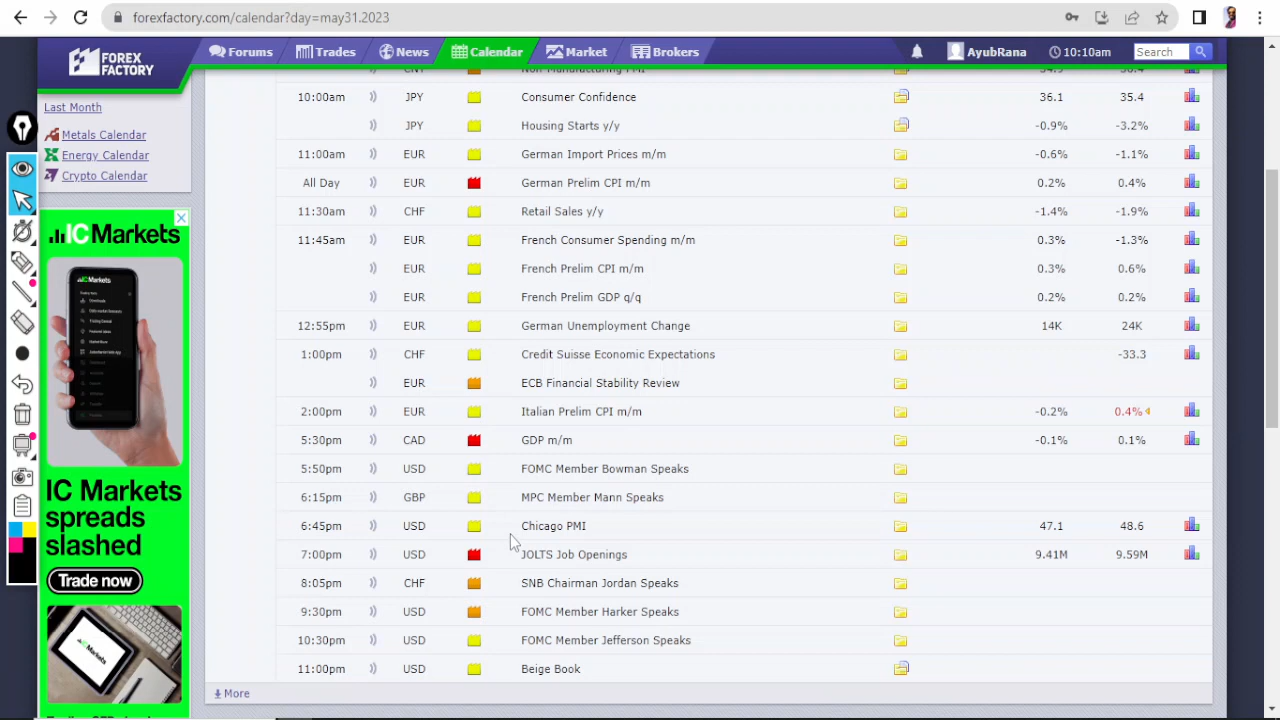 forexfactory.com/calendar?day=may31.2023
FOREX FACTORY
Forums Trades News Calendar Market Brokers AyubRana 10:10am Search
Last Month
Metals Calendar
Energy Calendar
Crypto Calendar
10:00am JPY Consumer Confidence 36.1 35.4
JPY Housing Starts y/y -0.9% -3.2%
11:00am EUR German Import Prices m/m -0.6% -1.1%
All Day EUR German Prelim CPI m/m 0.2% 0.4%
11:30am CHF Retail Sales y/y -1.4% -1.9%
11:45am EUR French Consumer Spending m/m 0.3% -1.3%
EUR French Prelim CPI m/m 0.3% 0.6%
EUR French Prelim GDP q/q 0.2% 0.2%
12:55pm EUR German Unemployment Change 14K 24K
1:00pm CHF Credit Suisse Economic Expectations -33.3
EUR ECB Financial Stability Review
2:00pm EUR Prelim CPI m/m -0.2% 0.4%
5:30pm CAD GDP m/m -0.1% 0.1%
5:50pm USD FOMC Member Bowman Speaks
6:15pm GBP MPC Member Mann Speaks
6:45pm USD Chicago PMI 47.1 48.6
7:00pm USD JOLTS Job Openings 9.41M 9.59M
8:05pm CHF SNB Chairman Jordan Speaks
9:30pm USD FOMC Member Harker Speaks
10:30pm USD FOMC Member Jefferson Speaks
11:00pm USD Beige Book
More
IC Markets
IC Markets
spreads
slashed
Trade now